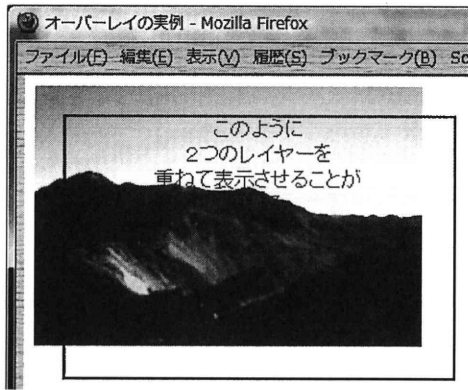 オーバーレイの実例 - Mozilla Firefox
ファイル(F) 編集(E) 表示(V) 履歴(S) ブックマーク(B) Sc
このように
2つのレイヤーを
重ねて表示させることが